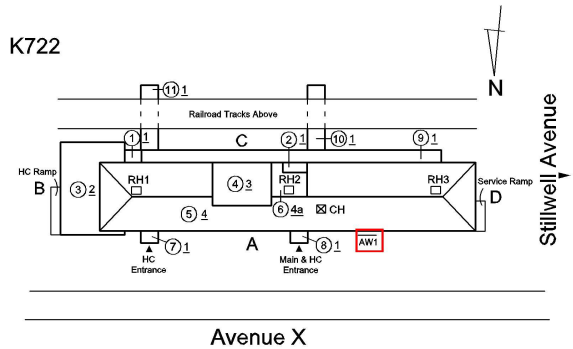 K722
N
11 1
Railroad Tracks Above
1 1
C
2 1
10 1
9 1
Stillwell Avenue
HC Ramp
B
3 2
RH1
4 3
RH2
RH3
Service Ramp
D
5 4
6 4a
CH
7 1
A
8 1
AW1
HC
Entrance
Main & HC
Entrance
Avenue X